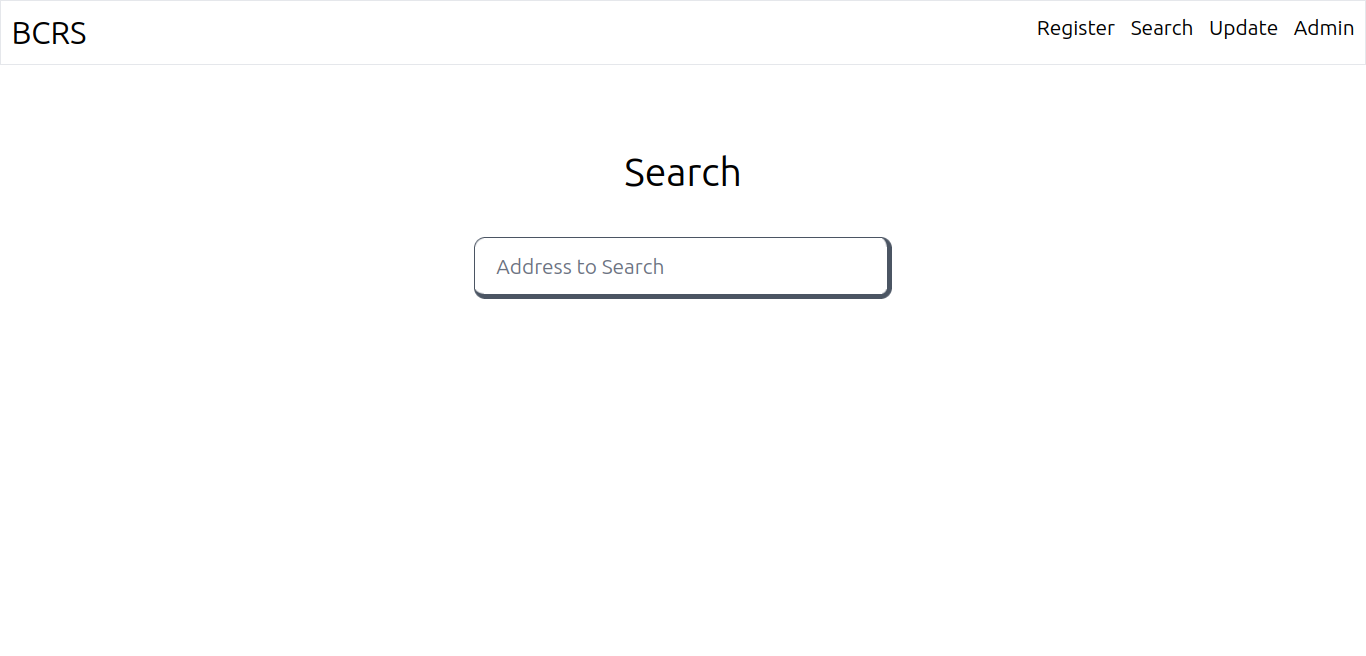 BCRS
Register Search Update Admin
Search
Address to Search